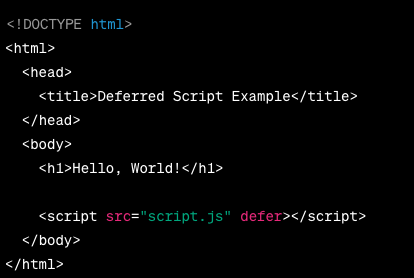 <!DOCTYPE html>
<html>
  <head>
    <title>Deferred Script Example</title>
  </head>
  <body>
    <h1>Hello, World!</h1>

    <script src="script.js" defer></script>
  </body>
</html>